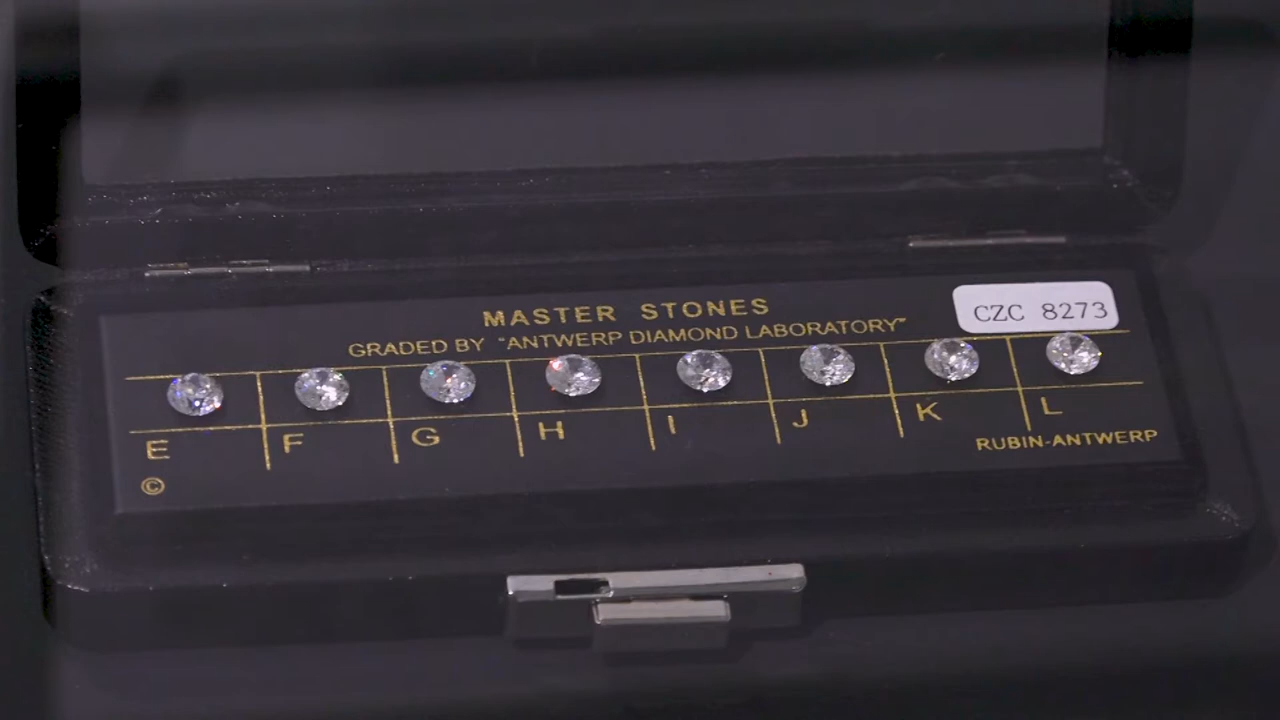 MASTER STONES
GRADED BY "ANTWERP DIAMOND LABORATORY"
CZC 8273
E F G H I J K L
RUBIN-ANTWERP
©